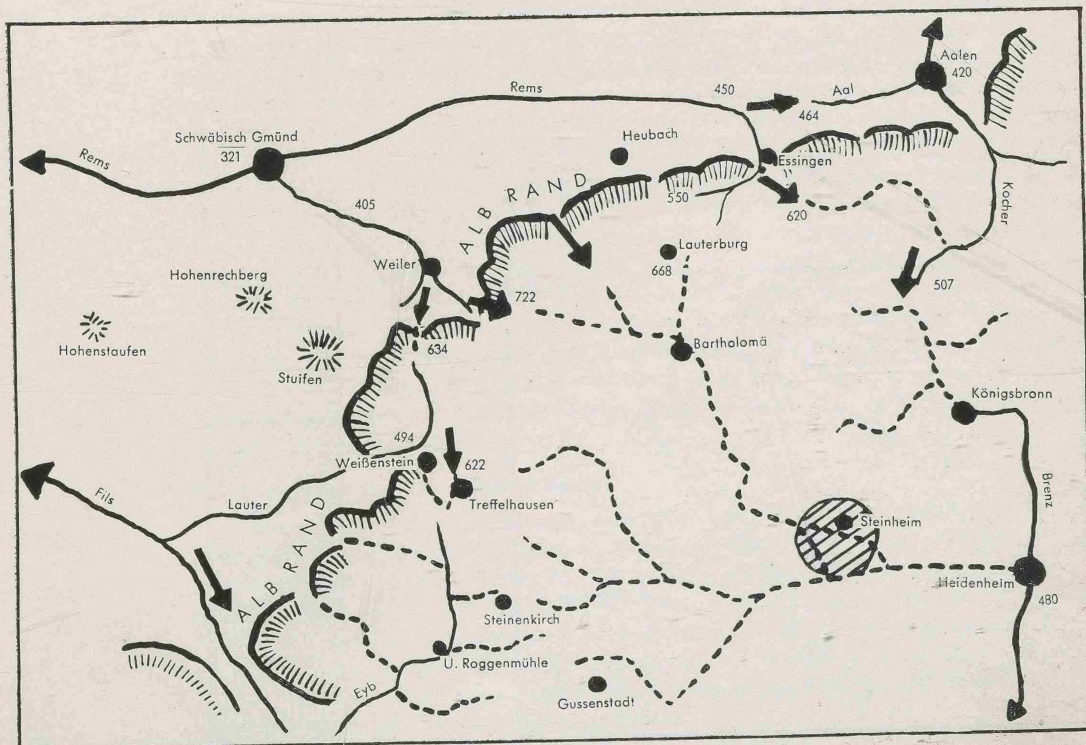 Aalen
420
Rems
450
Aal
464
Schwäbisch Gmünd
321
Heubach
Essingen
Rems
ALB RAND
550
620
Kocher
405
Lauterburg
668
Weiler
507
Hohenrechberg
722
Hohenstaufen
634
Bartholomä
Stuifen
Königsbronn
494
Weißenstein
622
Fils
Lauter
Treffelhausen
Brenz
Steinheim
ALB RAND
Heidenheim
480
Steinenkirch
U. Roggenmühle
Eyb
Gussenstadt